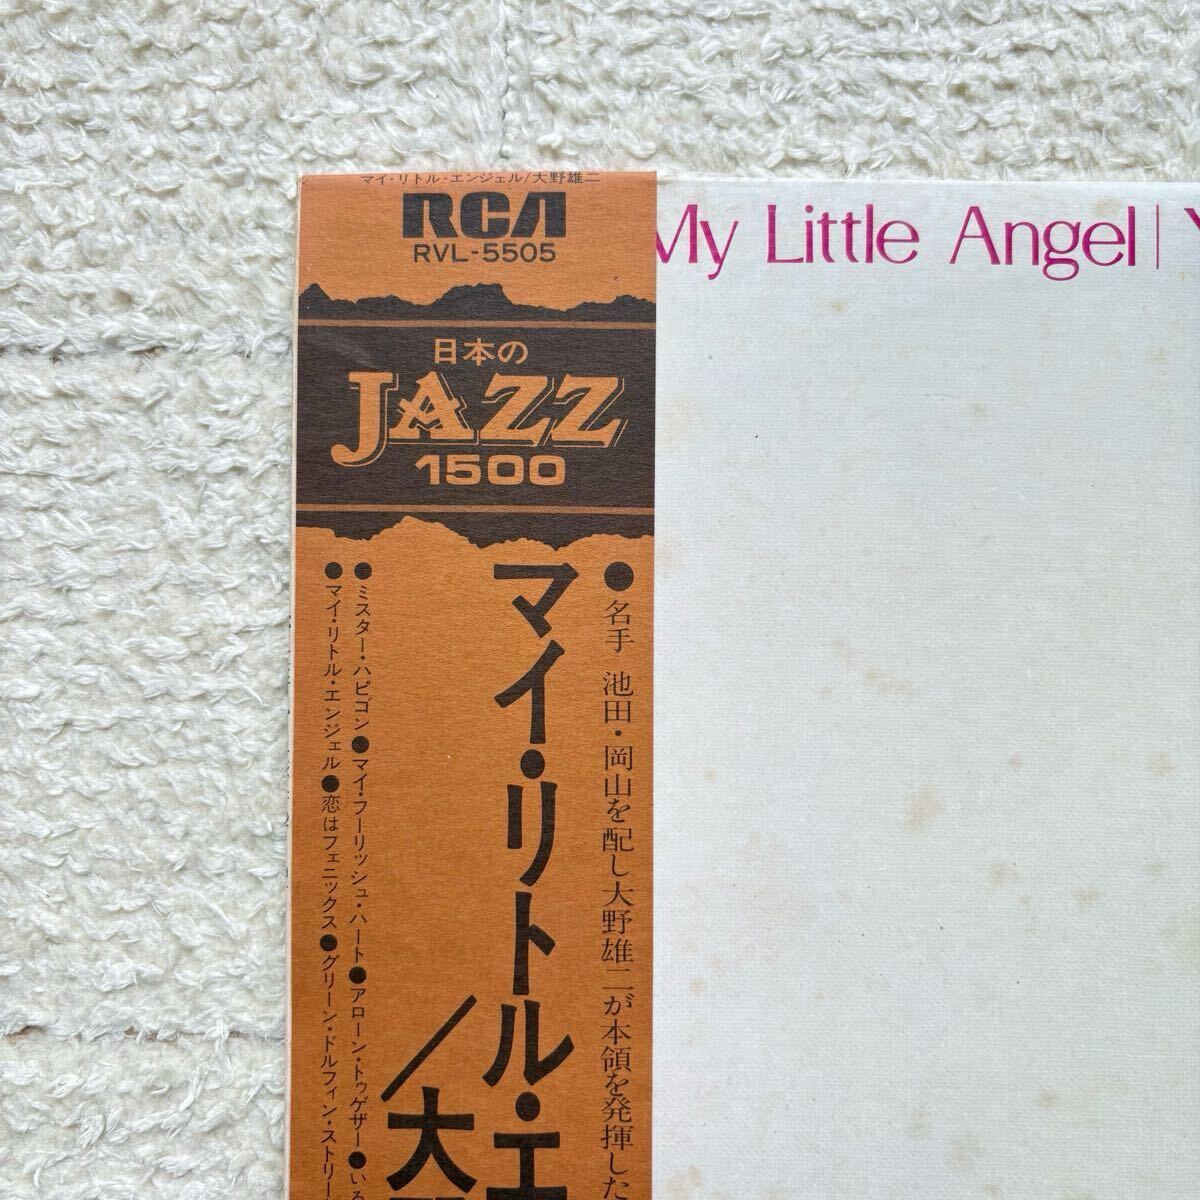 マイ・リトル・エンジェル/大野雄二
RCA
RVL-5505
日本の
JAZZ
1500
●名手 池田・岡山を配し大野雄二が本領を発揮した
マイ・リトル・エ
/大
●ミスター・ハピゴン●マイ・フーリッシュ・ハート●アローン・トゥゲザー●いろ
●マイ・リトル・エンジェル●恋はフェニックス●グリーン・ドルフィン・ストリー
My Little Angel | Y